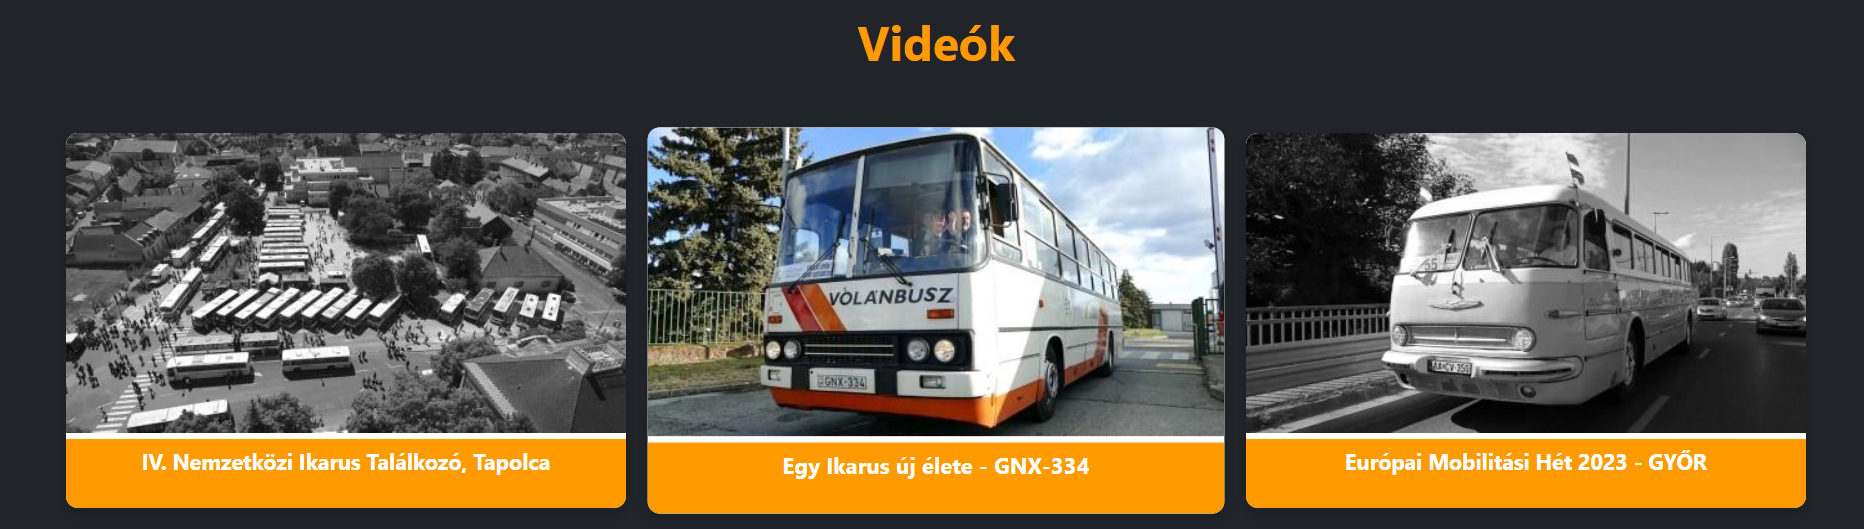 Videók
VOLÁNBUSZ
GNX-334
IV. Nemzetközi Ikarus Találkozó, Tapolca
Egy Ikarus új élete - GNX-334
Európai Mobilitási Hét 2023 - GYŐR